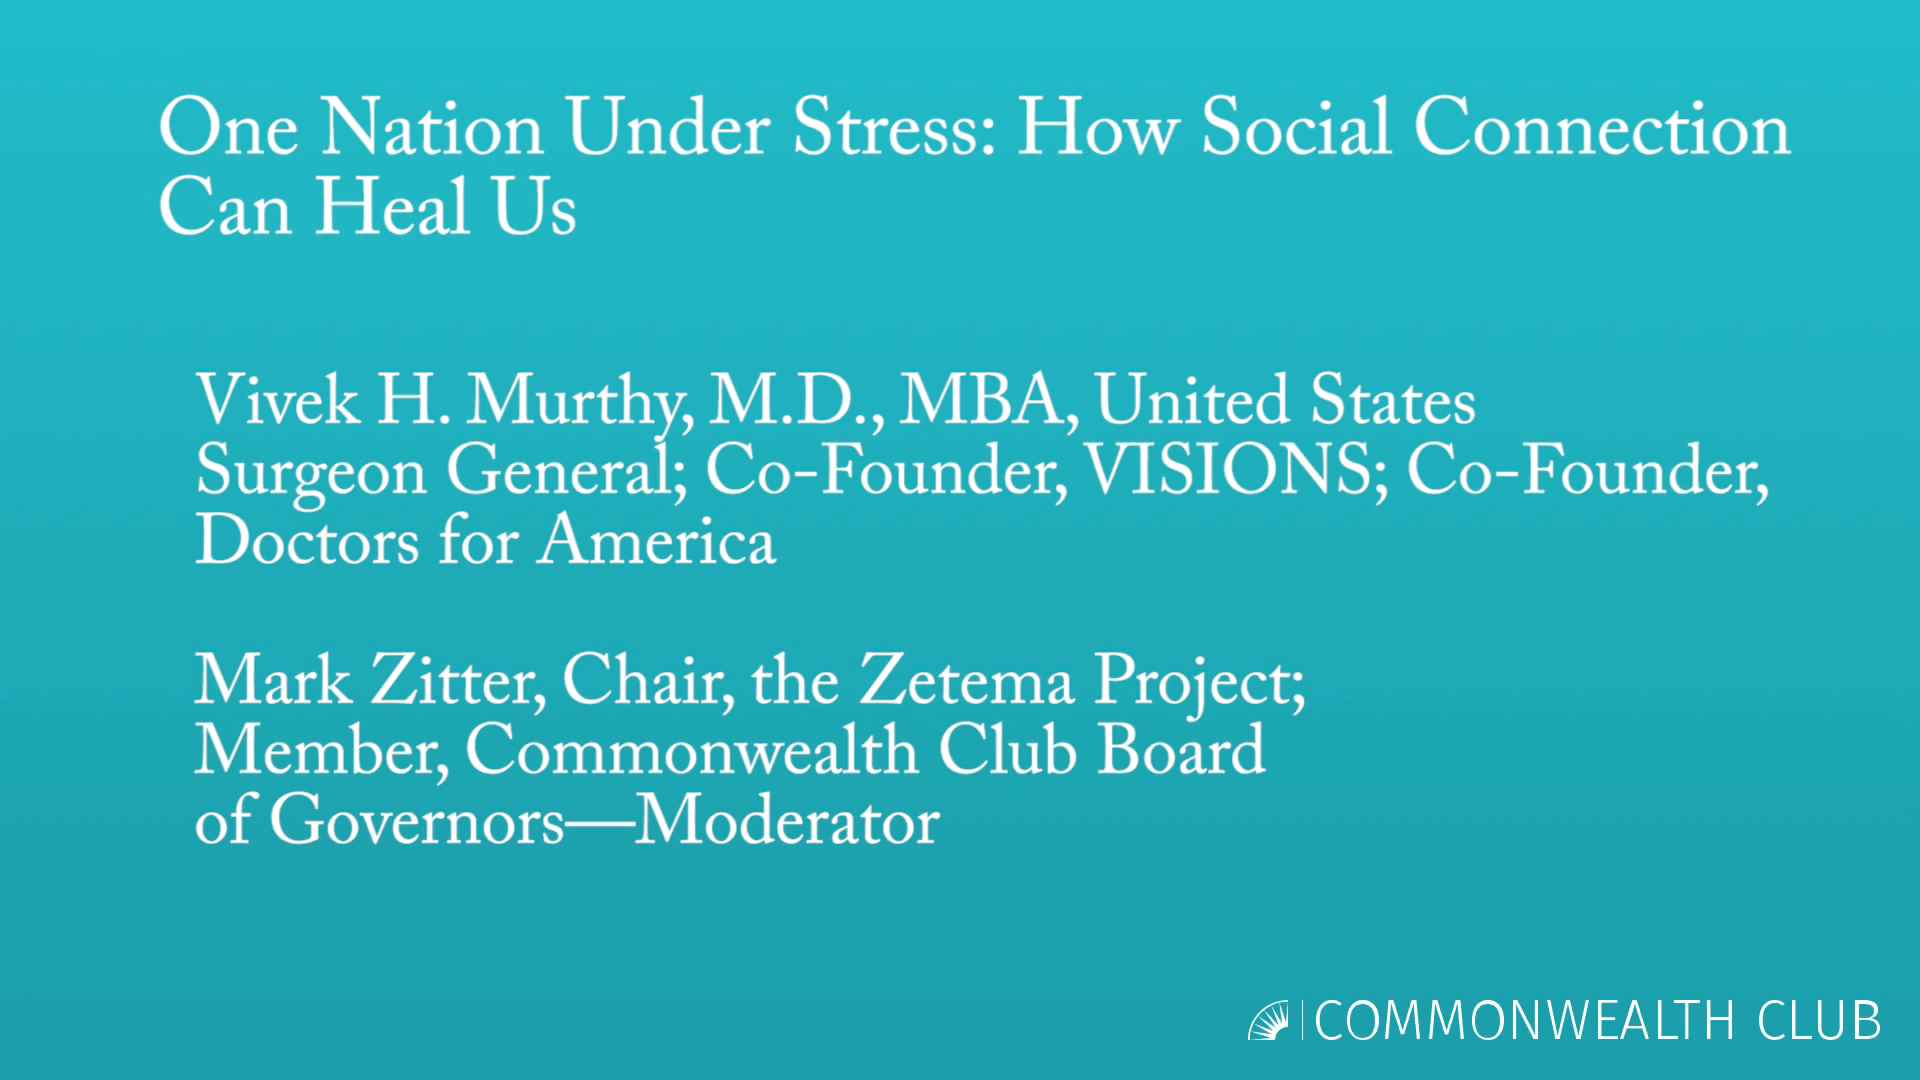 One Nation Under Stress: How Social Connection
Can Heal Us
Vivek H. Murthy, M.D., MBA, United States
Surgeon General; Co-Founder, VISIONS; Co-Founder,
Doctors for America
Mark Zitter, Chair, the Zetema Project;
Member, Commonwealth Club Board
of Governors—Moderator
COMMONWEALTH CLUB